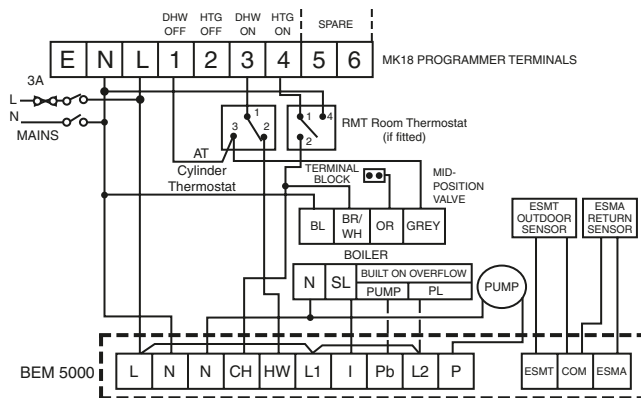 DHW OFF
HTG OFF
DHW ON
HTG ON
SPARE
E N L 1 2 3 4 5 6
MK18 PROGRAMMER TERMINALS
3A
L
N
MAINS
1
3 2
AT
Cylinder
Thermostat
1 4
2
RMT Room Thermostat
(if fitted)
TERMINAL
BLOCK
MID-
POSITION
VALVE
BL BR/WH OR GREY
ESMT
OUTDOOR
SENSOR
ESMA
RETURN
SENSOR
BOILER
N SL BUILT ON OVERFLOW
PUMP PL
PUMP
BEM 5000
L N N CH HW L1 I Pb L2 P
ESMT COM ESMA